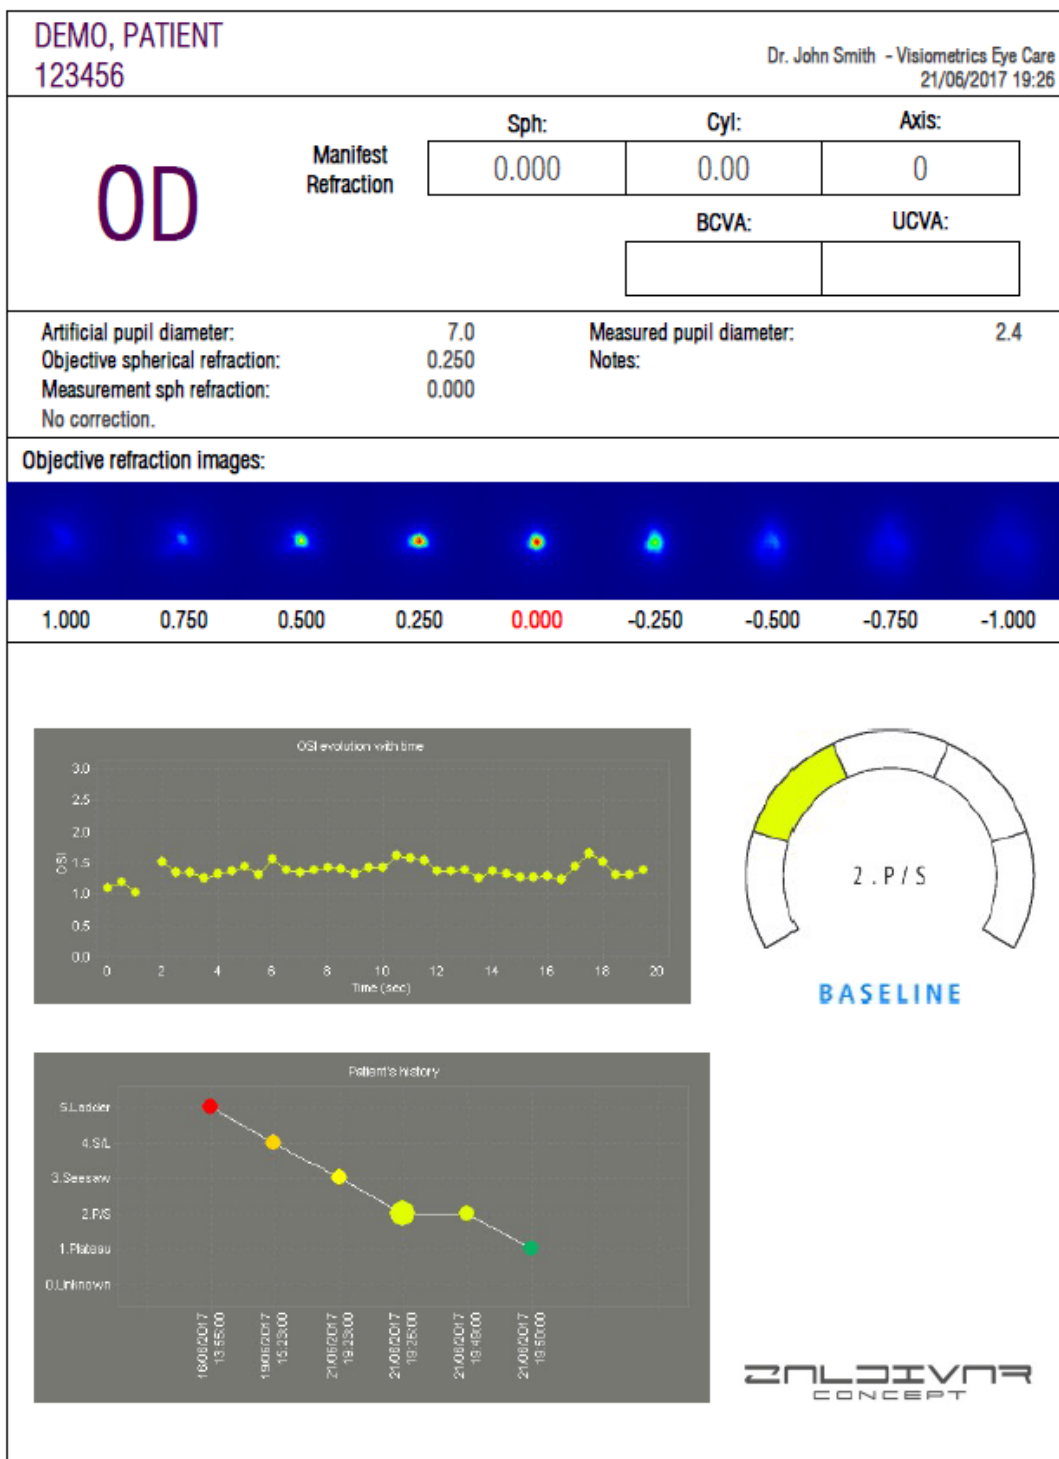 DEMO, PATIENT
123456
Dr. John Smith - Visiometrics Eye Care
21/06/2017 19:26
OD
Manifest
Refraction
Sph: Cyl: Axis:
0.000 0.00 0
BCVA: UCVA:
Artificial pupil diameter: 7.0 Measured pupil diameter: 2.4
Objective spherical refraction: 0.250 Notes:
Measurement sph refraction: 0.000
No correction.
Objective refraction images:
1.000 0.750 0.500 0.250 0.000 -0.250 -0.500 -0.750 -1.000
OSI evolution with time
3.0
2.5
2.0
1.5
1.0
0.5
0.0
OSI
0 2 4 6 8 10 12 14 16 18 20
Time (sec)
2.P/S
BASELINE
Patient's history
5.Ladder
4.S/L
3.Seesaw
2.P/S
1.Plateau
0.Unknown
16/06/2017 13:55:00
19/06/2017 15:23:00
21/06/2017 19:23:00
21/06/2017 19:26:00
21/06/2017 19:49:00
21/06/2017 19:50:00
ZALDIVAR
CONCEPT